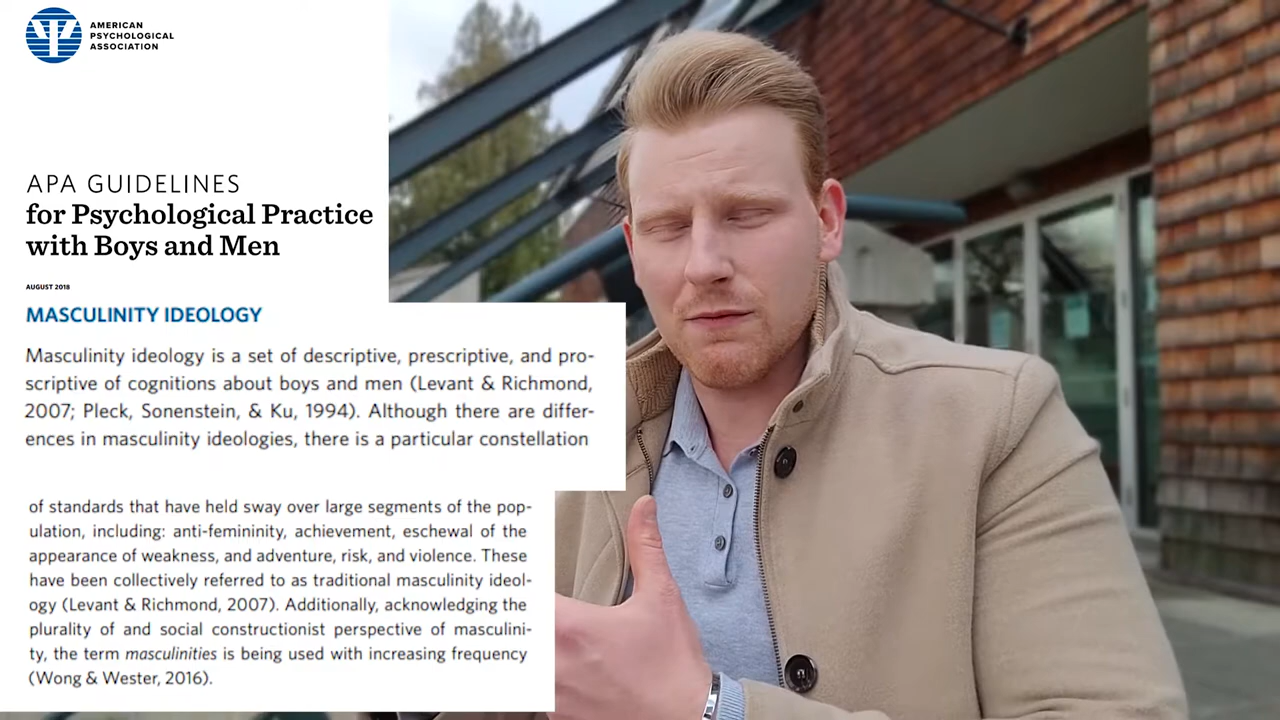 AMERICAN
PSYCHOLOGICAL
ASSOCIATION
APA GUIDELINES
for Psychological Practice
with Boys and Men
AUGUST 2018
MASCULINITY IDEOLOGY
Masculinity ideology is a set of descriptive, prescriptive, and pro-
scriptive of cognitions about boys and men (Levant & Richmond,
2007; Pleck, Sonenstein, & Ku, 1994). Although there are differ-
ences in masculinity ideologies, there is a particular constellation
of standards that have held sway over large segments of the pop-
ulation, including: anti-femininity, achievement, eschewal of the
appearance of weakness, and adventure, risk, and violence. These
have been collectively referred to as traditional masculinity ideol-
ogy (Levant & Richmond, 2007). Additionally, acknowledging the
plurality of and social constructionist perspective of masculini-
ty, the term masculinities is being used with increasing frequency
(Wong & Wester, 2016).